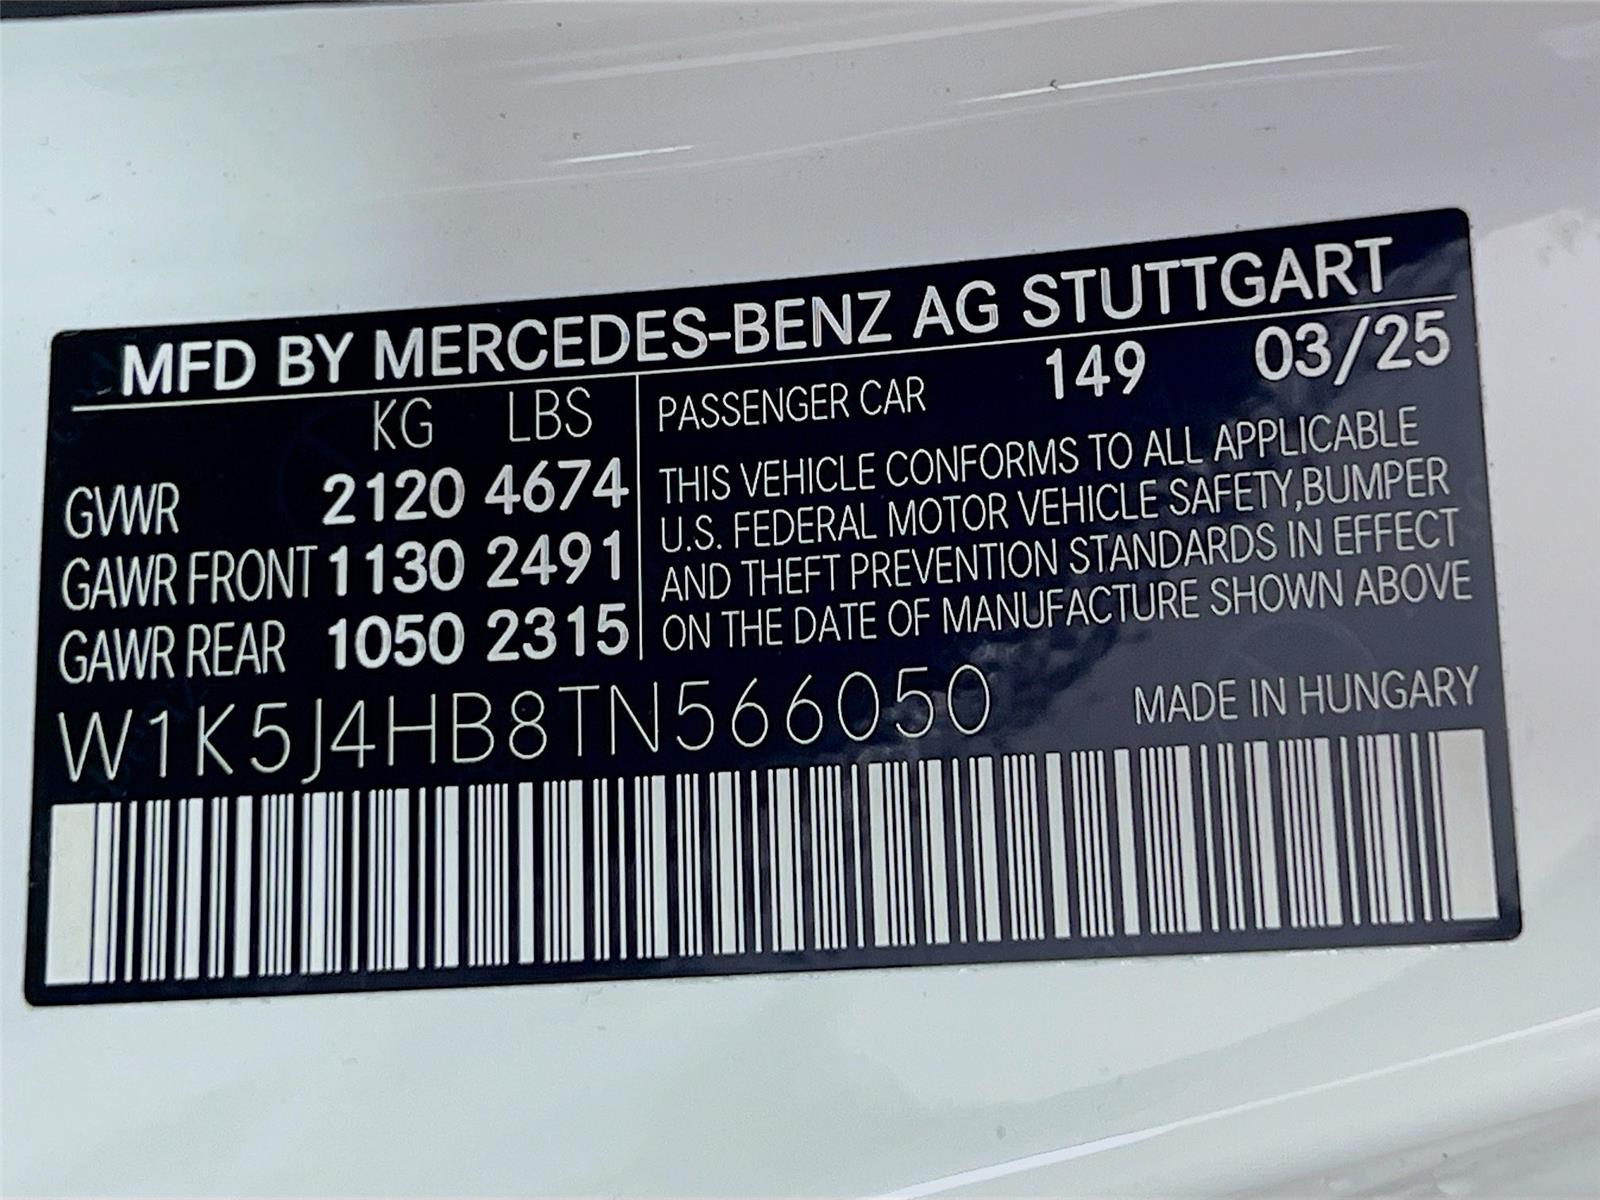 MFD BY MERCEDES-BENZ AG STUTTGART
KG LBS
GVWR 2120 4674
GAWR FRONT 1130 2491
GAWR REAR 1050 2315
PASSENGER CAR 149 03/25
THIS VEHICLE CONFORMS TO ALL APPLICABLE
U.S. FEDERAL MOTOR VEHICLE SAFETY,BUMPER
AND THEFT PREVENTION STANDARDS IN EFFECT
ON THE DATE OF MANUFACTURE SHOWN ABOVE
W1K5J4HB8TN566050
MADE IN HUNGARY